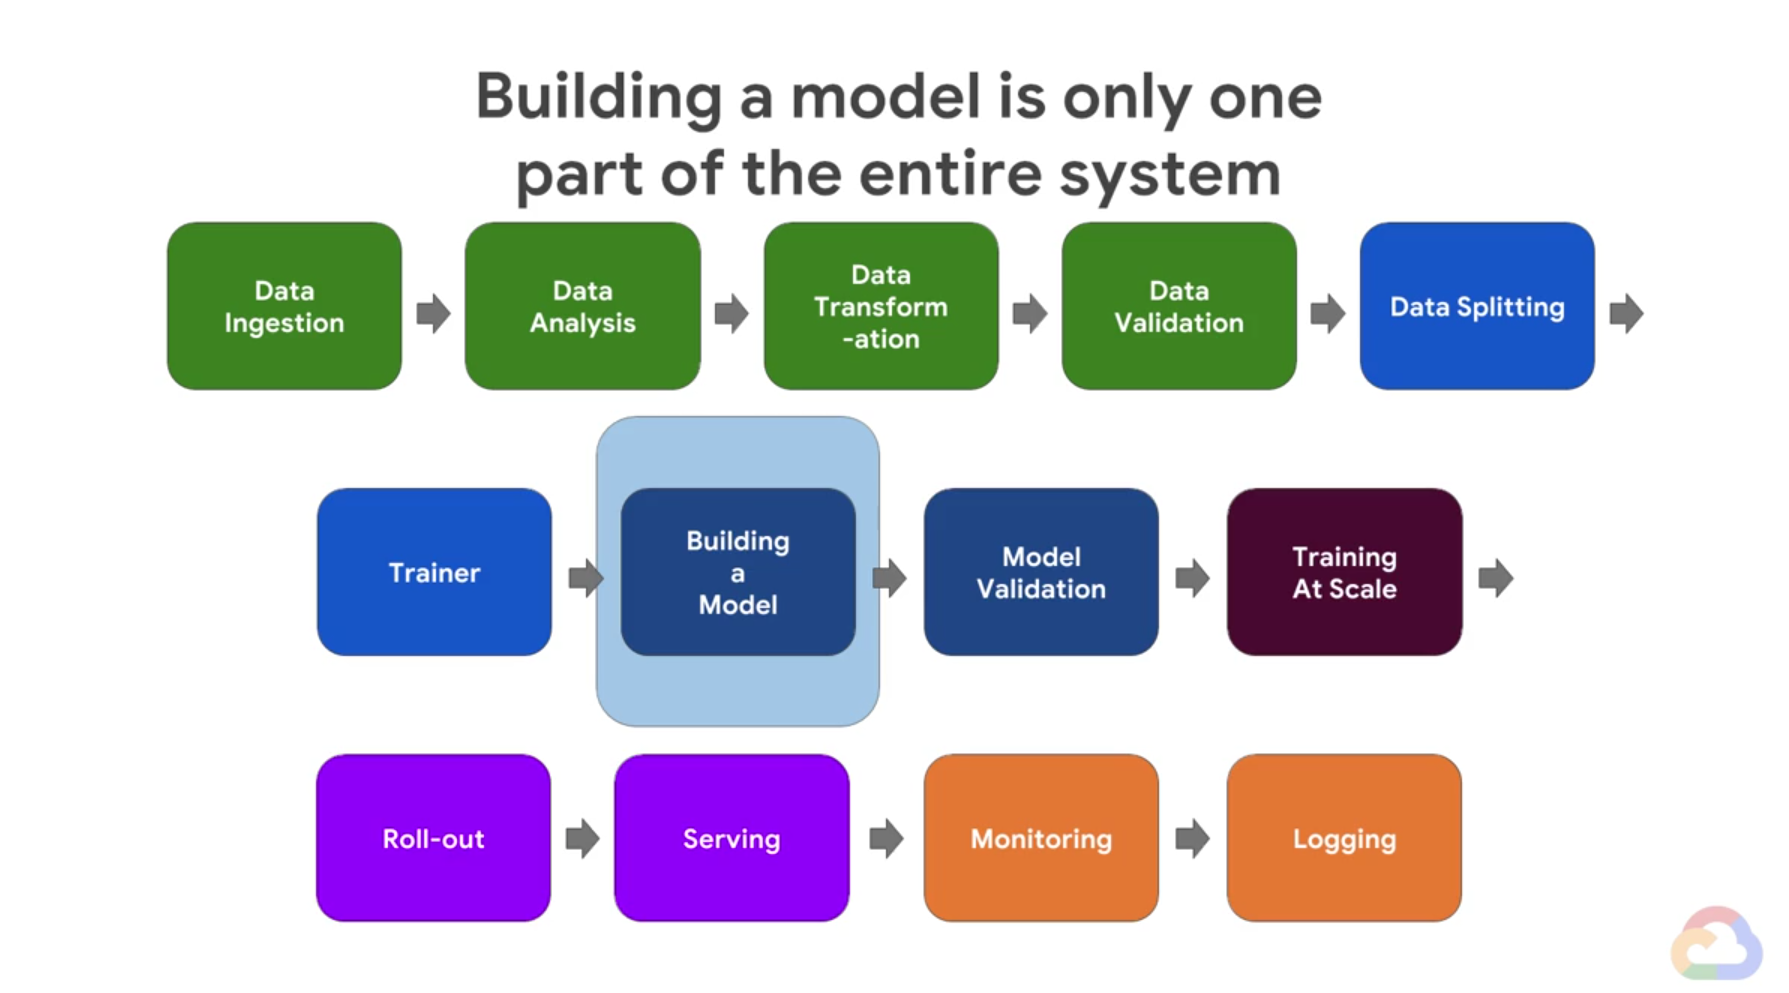 Building a model is only one
part of the entire system
Data
Ingestion
Data
Analysis
Data
Transform
-ation
Data
Validation
Data Splitting
Trainer
Building
a
Model
Model
Validation
Training
At Scale
Roll-out
Serving
Monitoring
Logging